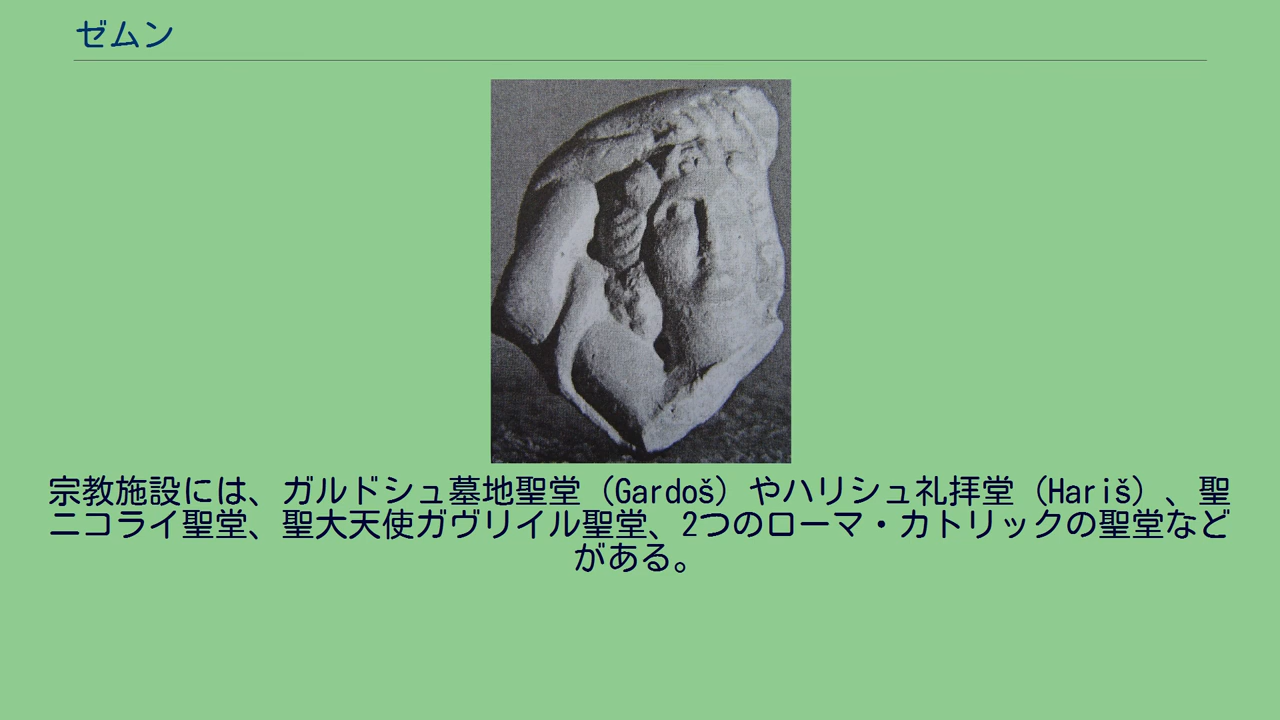 ゼムン
宗教施設には、ガルドシュ墓地聖堂（Gardoš）やハリシュ礼拝堂（Hariš）、聖
ニコライ聖堂、聖大天使ガヴリイル聖堂、2つのローマ・カトリックの聖堂など
がある。